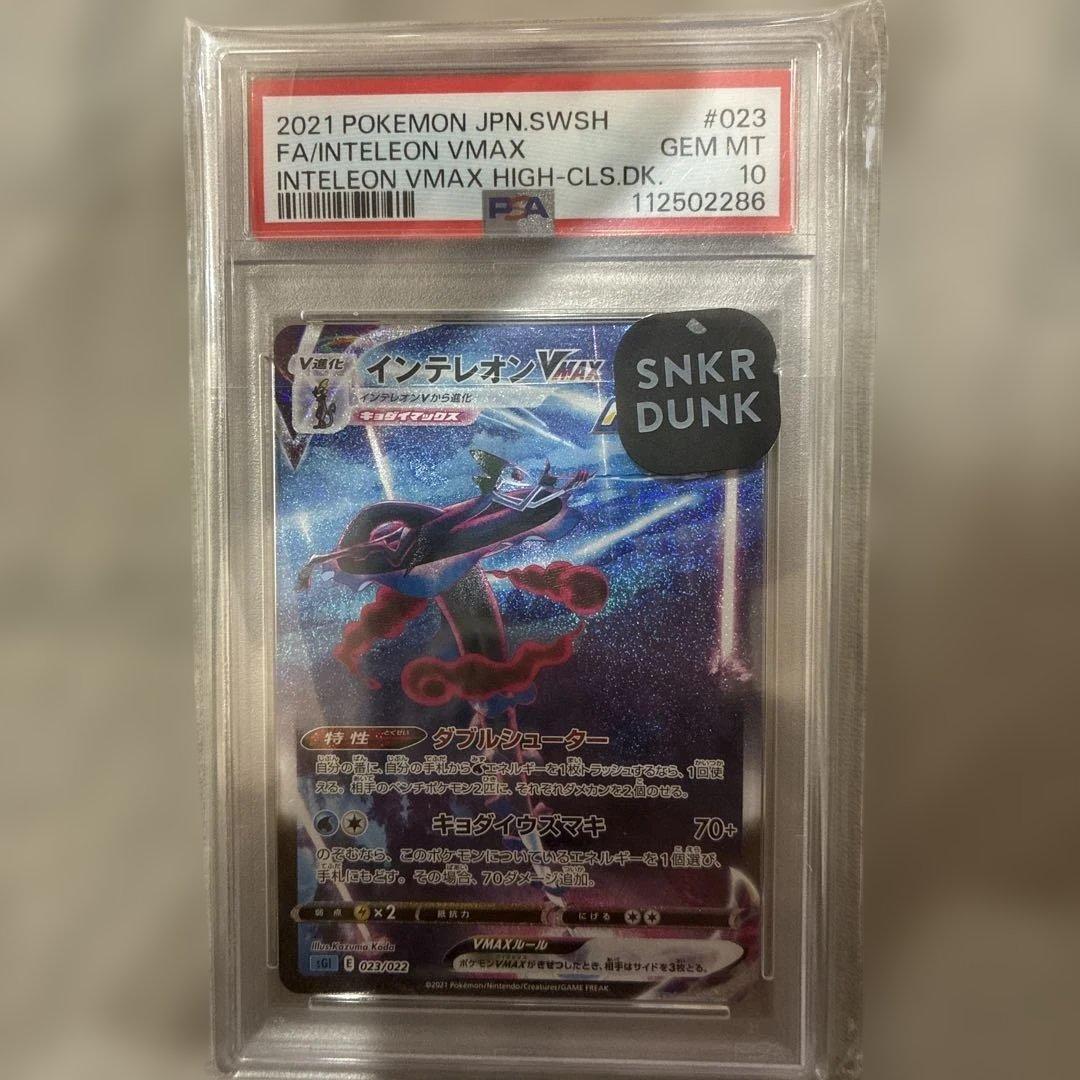 2021 POKEMON JPN.SWSH #023
FA/INTELEON VMAX GEM MT
INTELEON VMAX HIGH-CLS.DK. 10
PSA 112502286
V進化 インテレオンVMAX
インテレオンVから進化
キョダイマックス
SNKR
DUNK
特性 とくせい ダブルシューター
自分の番に、自分の手札からエネルギーを1枚トラッシュするなら、1回使
える。相手のベンチポケモン2匹に、それぞれダメカンを2個のせる。
キョダイウズマキ 70+
のぞむなら、このポケモンについているエネルギーを1個選び、
手札にもどす。その場合、70ダメージ追加。
弱点 ×2 抵抗力 にげる
Illus. Kazuma Koda
VMAXルール
sGI E 023/022 ポケモンVMAXがきぜつしたとき、相手はサイドを3枚とる。
©2021 Pokémon/Nintendo/Creatures/GAME FREAK